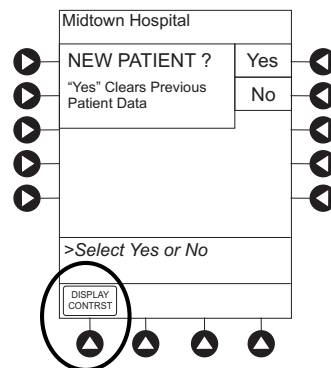 Midtown Hospital
NEW PATIENT ?
Yes
“Yes” Clears Previous
Patient Data
No
>Select Yes or No
DISPLAY
CONTRST